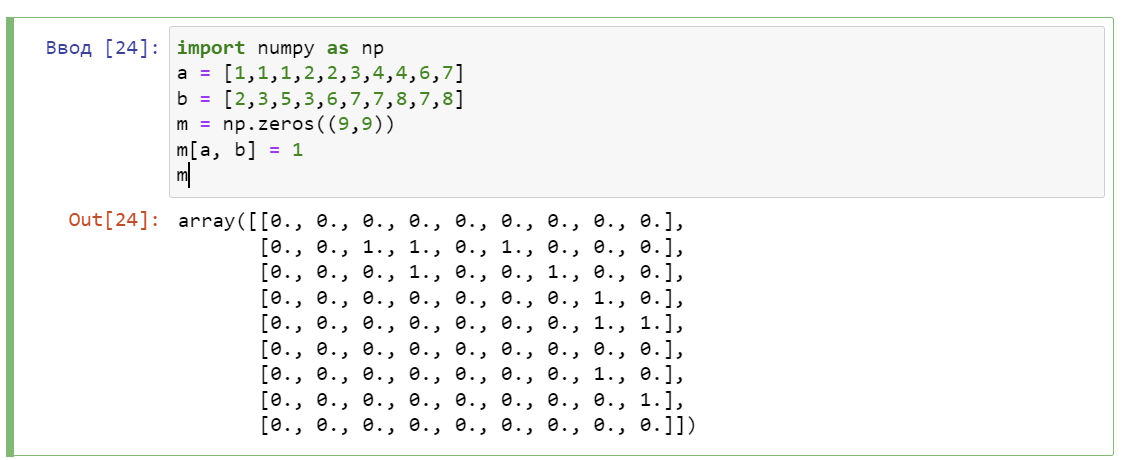 Ввод [24]: import numpy as np
a = [1,1,1,2,2,3,4,4,6,7]
b = [2,3,5,3,6,7,7,8,7,8]
m = np.zeros((9,9))
m[a, b] = 1
m
Out[24]: array([[0., 0., 0., 0., 0., 0., 0., 0., 0.],
[0., 0., 1., 1., 0., 1., 0., 0., 0.],
[0., 0., 0., 1., 0., 0., 1., 0., 0.],
[0., 0., 0., 0., 0., 0., 0., 1., 0.],
[0., 0., 0., 0., 0., 0., 0., 1., 1.],
[0., 0., 0., 0., 0., 0., 0., 0., 0.],
[0., 0., 0., 0., 0., 0., 0., 1., 0.],
[0., 0., 0., 0., 0., 0., 0., 0., 1.],
[0., 0., 0., 0., 0., 0., 0., 0., 0.]])